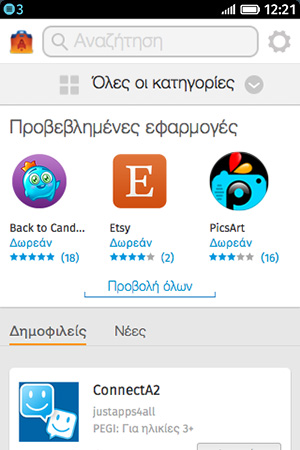 3 12:21
Αναζήτηση
Όλες οι κατηγορίες
Προβεβλημένες εφαρμογές
Back to Cand... Etsy PicsArt
Δωρεάν Δωρεάν Δωρεάν
(18) (2) (16)
Προβολή όλων
Δημοφιλείς Νέες
ConnectA2
justapps4all
PEGI: Για ηλικίες 3+